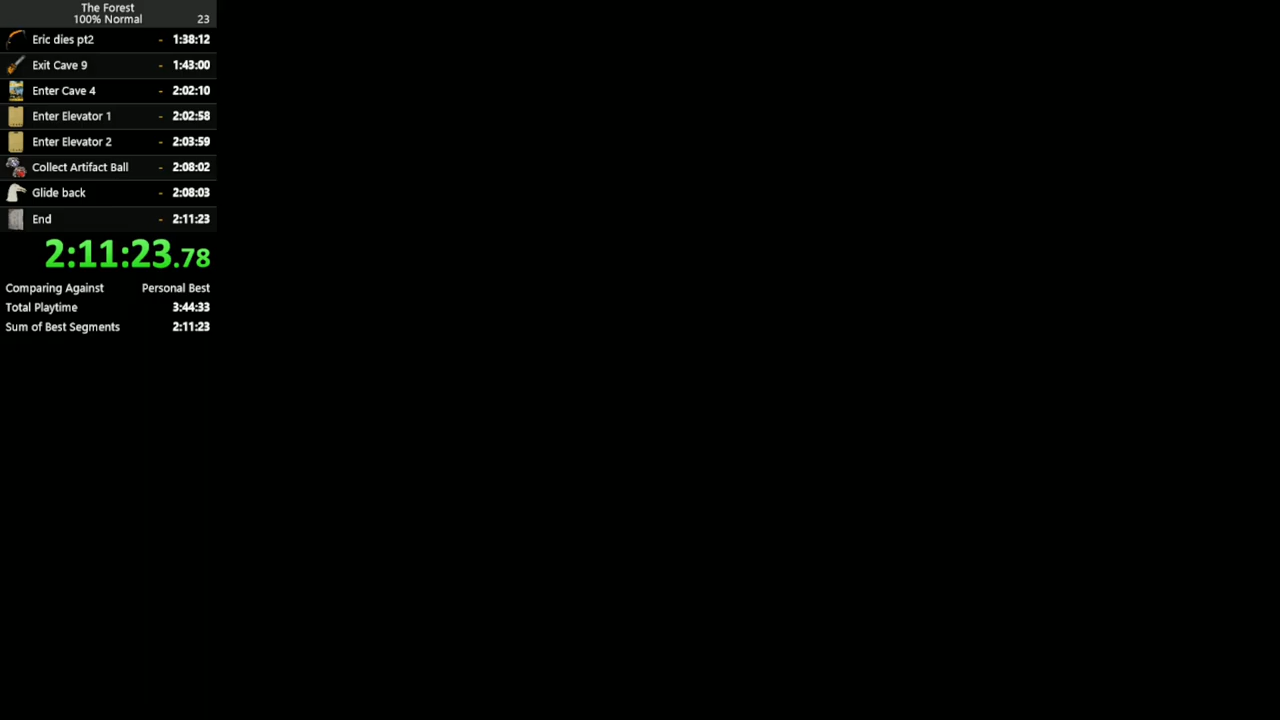 The Forest
100% Normal 23
Eric dies pt2 - 1:38:12
Exit Cave 9 - 1:43:00
Enter Cave 4 - 2:02:10
Enter Elevator 1 - 2:02:58
Enter Elevator 2 - 2:03:59
Collect Artifact Ball - 2:08:02
Glide back - 2:08:03
End - 2:11:23
2:11:23.78
Comparing Against Personal Best
Total Playtime 3:44:33
Sum of Best Segments 2:11:23